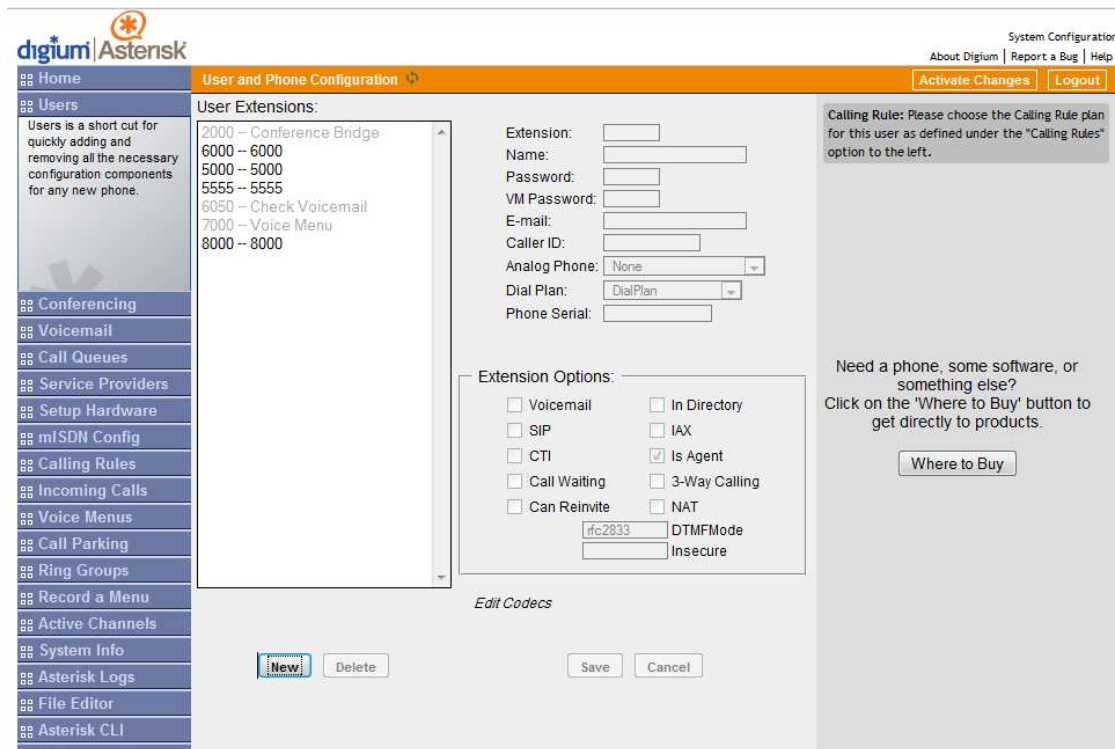 digium Asterisk
System Configuration
About Digium | Report a Bug | Help
Home
User and Phone Configuration
Activate Changes
Logout
Users
Users is a short cut for
quickly adding and
removing all the necessary
configuration components
for any new phone.
Conferencing
Voicemail
Call Queues
Service Providers
Setup Hardware
mISDN Config
Calling Rules
Incoming Calls
Voice Menus
Call Parking
Ring Groups
Record a Menu
Active Channels
System Info
Asterisk Logs
File Editor
Asterisk CLI
User Extensions:
2000 -- Conference Bridge
6000 -- 6000
5000 -- 5000
5555 -- 5555
6050 -- Check Voicemail
7000 -- Voice Menu
8000 -- 8000
New
Delete
Extension:
Name:
Password:
VM Password:
E-mail:
Caller ID:
Analog Phone: None
Dial Plan: DialPlan
Phone Serial:
Extension Options:
Voicemail In Directory
SIP IAX
CTI Is Agent
Call Waiting 3-Way Calling
Can Reinvite NAT
rfc2833 DTMFMode
Insecure
Edit Codecs
Save
Cancel
Calling Rule: Please choose the Calling Rule plan
for this user as defined under the "Calling Rules"
option to the left.
Need a phone, some software, or
something else?
Click on the 'Where to Buy' button to
get directly to products.
Where to Buy